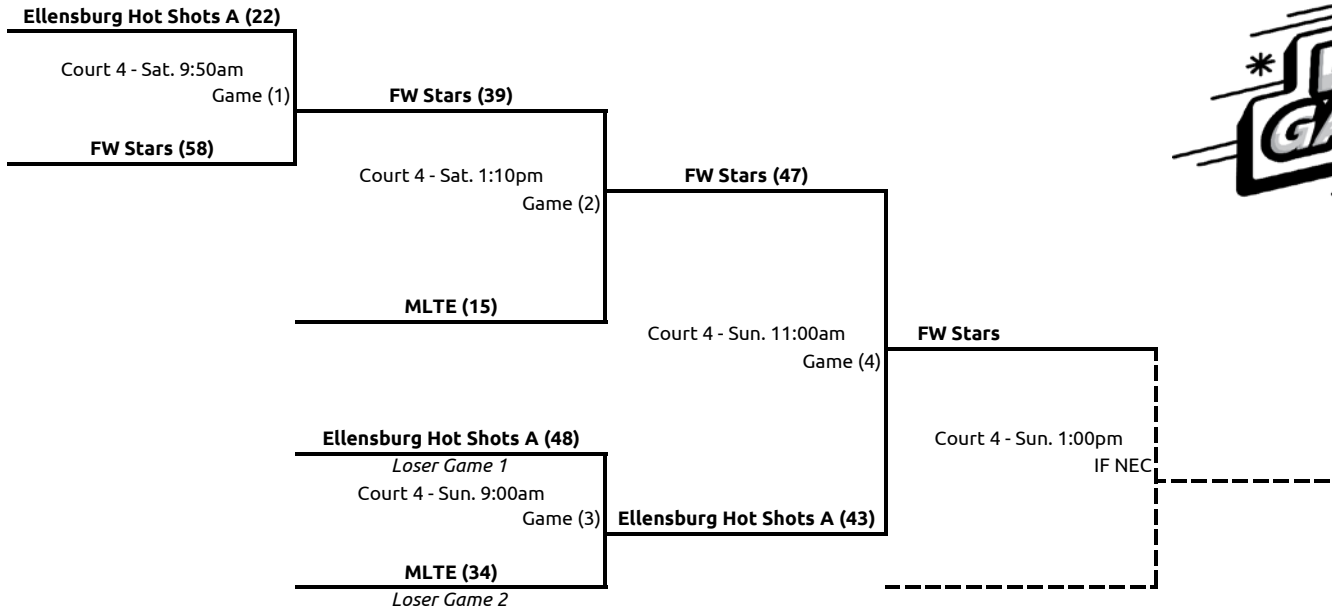 Ellensburg Hot Shots A (22)
Court 4 - Sat. 9:50am
Game (1)
FW Stars (58)
FW Stars (39)
Court 4 - Sat. 1:10pm
Game (2)
MLTE (15)
FW Stars (47)
Court 4 - Sun. 11:00am
Game (4)
Ellensburg Hot Shots A (48)
Loser Game 1
Court 4 - Sun. 9:00am
Game (3)
MLTE (34)
Loser Game 2
Ellensburg Hot Shots A (43)
FW Stars
Court 4 - Sun. 1:00pm
IF NEC